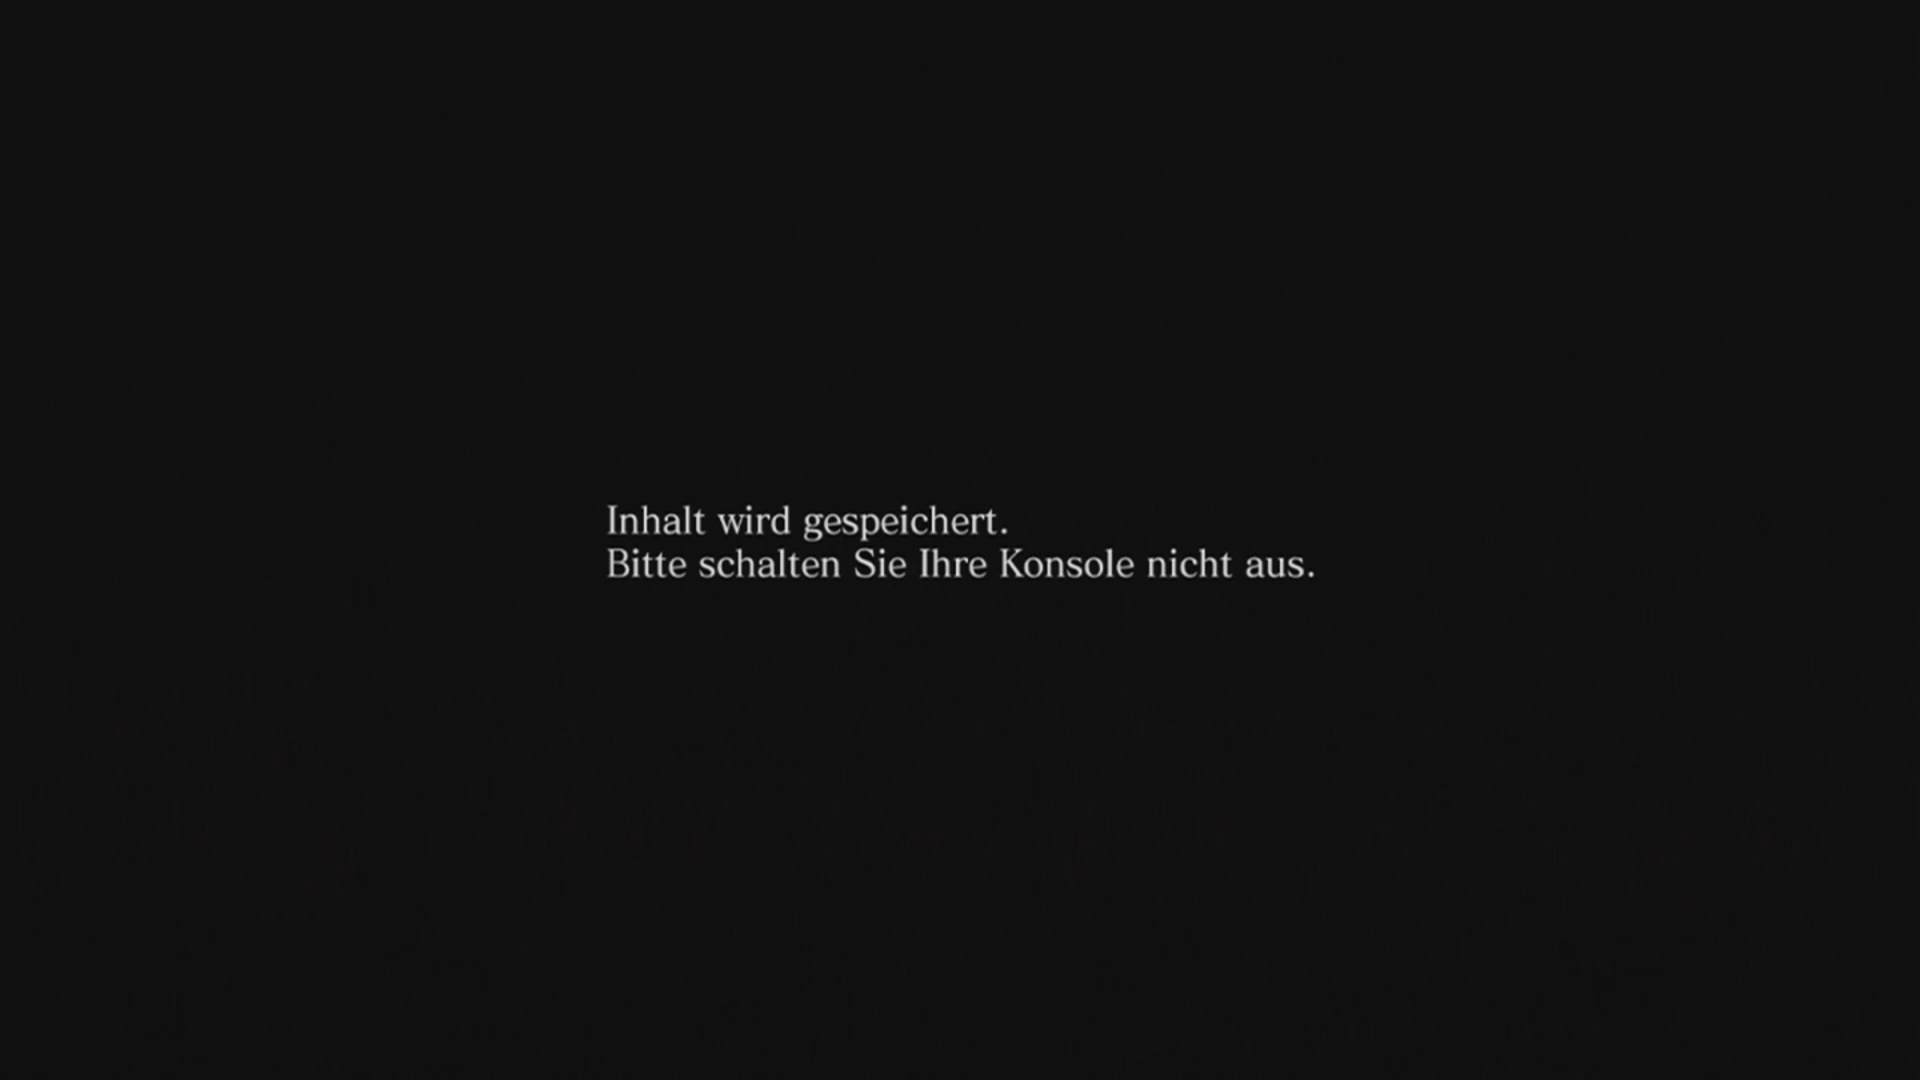 Inhalt wird gespeichert.
Bitte schalten Sie Ihre Konsole nicht aus.